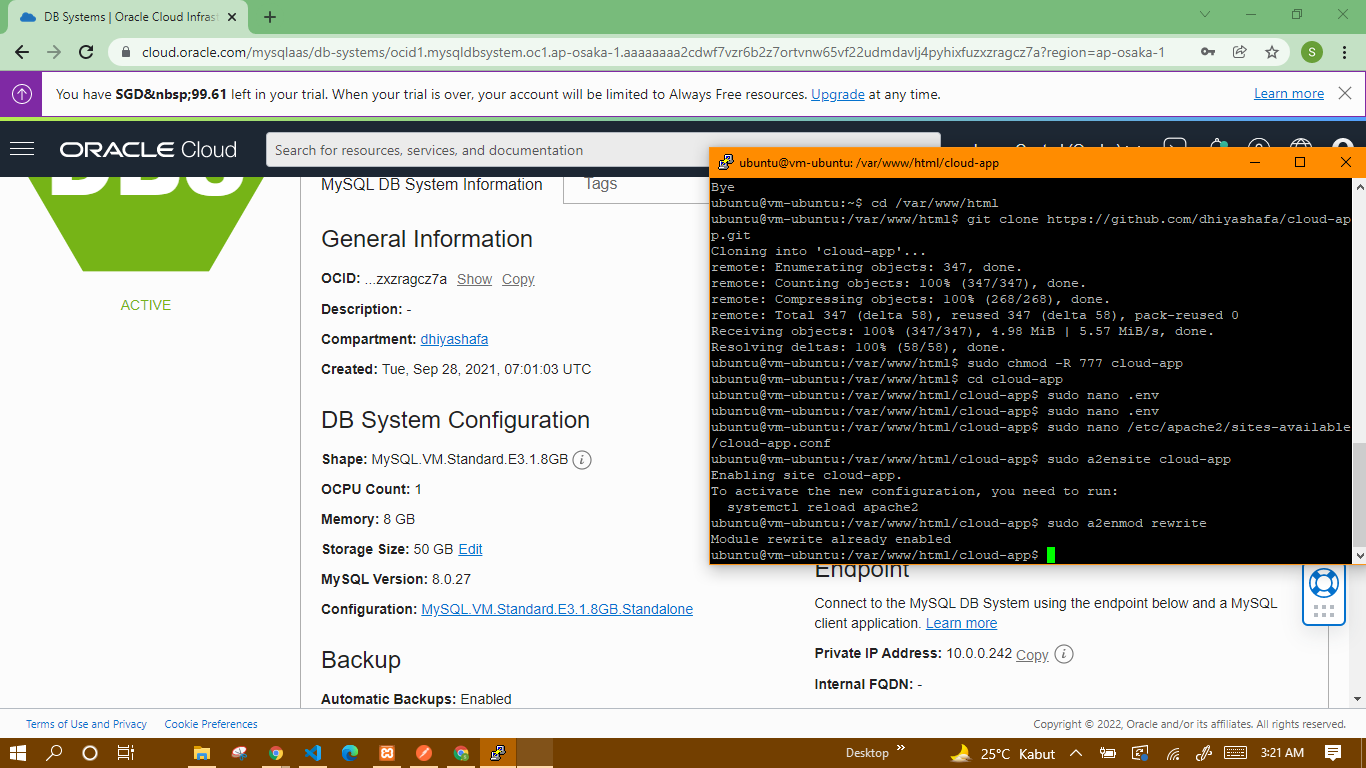 DB Systems | Oracle Cloud Infrast
cloud.oracle.com/mysqlaas/db-systems/ocid1.mysqldbsystem.oc1.ap-osaka-1.aaaaaaaa2cdwf7vzr6b2z7ortvnw65vf22udmdavlj4pyhixfuzxzragcz7a?region=ap-osaka-1
S
You have SGD&nbsp;99.61 left in your trial. When your trial is over, your account will be limited to Always Free resources. Upgrade at any time.
Learn more
ORACLE Cloud
Search for resources, services, and documentation
ACTIVE
MySQL DB System Information
Tags
General Information
OCID: ...zxzragcz7a Show Copy
Description: -
Compartment: dhiyashafa
Created: Tue, Sep 28, 2021, 07:01:03 UTC
DB System Configuration
Shape: MySQL.VM.Standard.E3.1.8GB
OCPU Count: 1
Memory: 8 GB
Storage Size: 50 GB Edit
MySQL Version: 8.0.27
Configuration: MySQL.VM.Standard.E3.1.8GB.Standalone
Backup
Automatic Backups: Enabled
ubuntu@vm-ubuntu: /var/www/html/cloud-app
Bye
ubuntu@vm-ubuntu:~$ cd /var/www/html
ubuntu@vm-ubuntu:/var/www/html$ git clone https://github.com/dhiyashafa/cloud-ap
p.git
Cloning into 'cloud-app'...
remote: Enumerating objects: 347, done.
remote: Counting objects: 100% (347/347), done.
remote: Compressing objects: 100% (268/268), done.
remote: Total 347 (delta 58), reused 347 (delta 58), pack-reused 0
Receiving objects: 100% (347/347), 4.98 MiB | 5.57 MiB/s, done.
Resolving deltas: 100% (58/58), done.
ubuntu@vm-ubuntu:/var/www/html$ sudo chmod -R 777 cloud-app
ubuntu@vm-ubuntu:/var/www/html$ cd cloud-app
ubuntu@vm-ubuntu:/var/www/html/cloud-app$ sudo nano .env
ubuntu@vm-ubuntu:/var/www/html/cloud-app$ sudo nano .env
ubuntu@vm-ubuntu:/var/www/html/cloud-app$ sudo nano /etc/apache2/sites-available
/cloud-app.conf
ubuntu@vm-ubuntu:/var/www/html/cloud-app$ sudo a2ensite cloud-app
Enabling site cloud-app.
To activate the new configuration, you need to run:
systemctl reload apache2
ubuntu@vm-ubuntu:/var/www/html/cloud-app$ sudo a2enmod rewrite
Module rewrite already enabled
ubuntu@vm-ubuntu:/var/www/html/cloud-app$
Endpoint
Connect to the MySQL DB System using the endpoint below and a MySQL
client application. Learn more
Private IP Address: 10.0.0.242 Copy
Internal FQDN: -
Terms of Use and Privacy Cookie Preferences
Copyright © 2022, Oracle and/or its affiliates. All rights reserved.
Desktop
25°C Kabut
3:21 AM